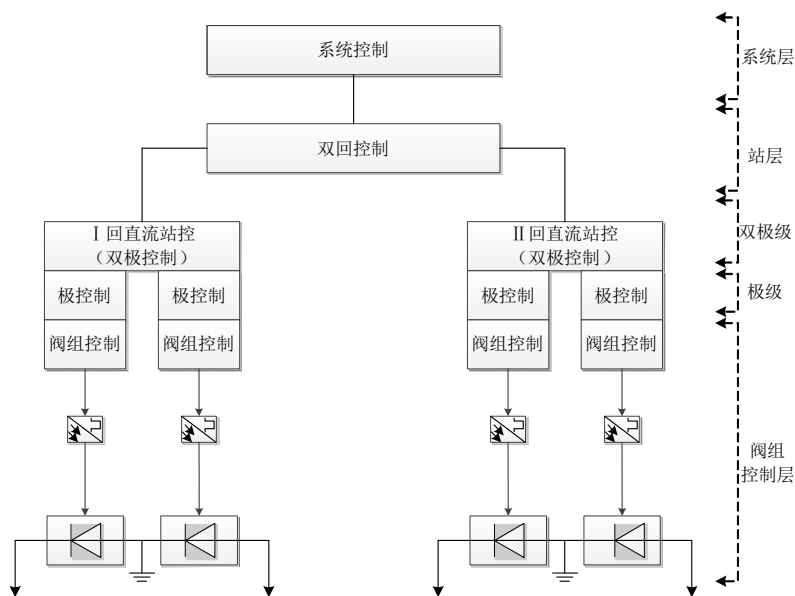 系统控制
系统层
双回控制
站层
Ⅰ回直流站控
（双极控制）
Ⅱ回直流站控
（双极控制）
双极级
极控制
极控制
极控制
极控制
极级
阀组控制
阀组控制
阀组控制
阀组控制
阀组
控制层